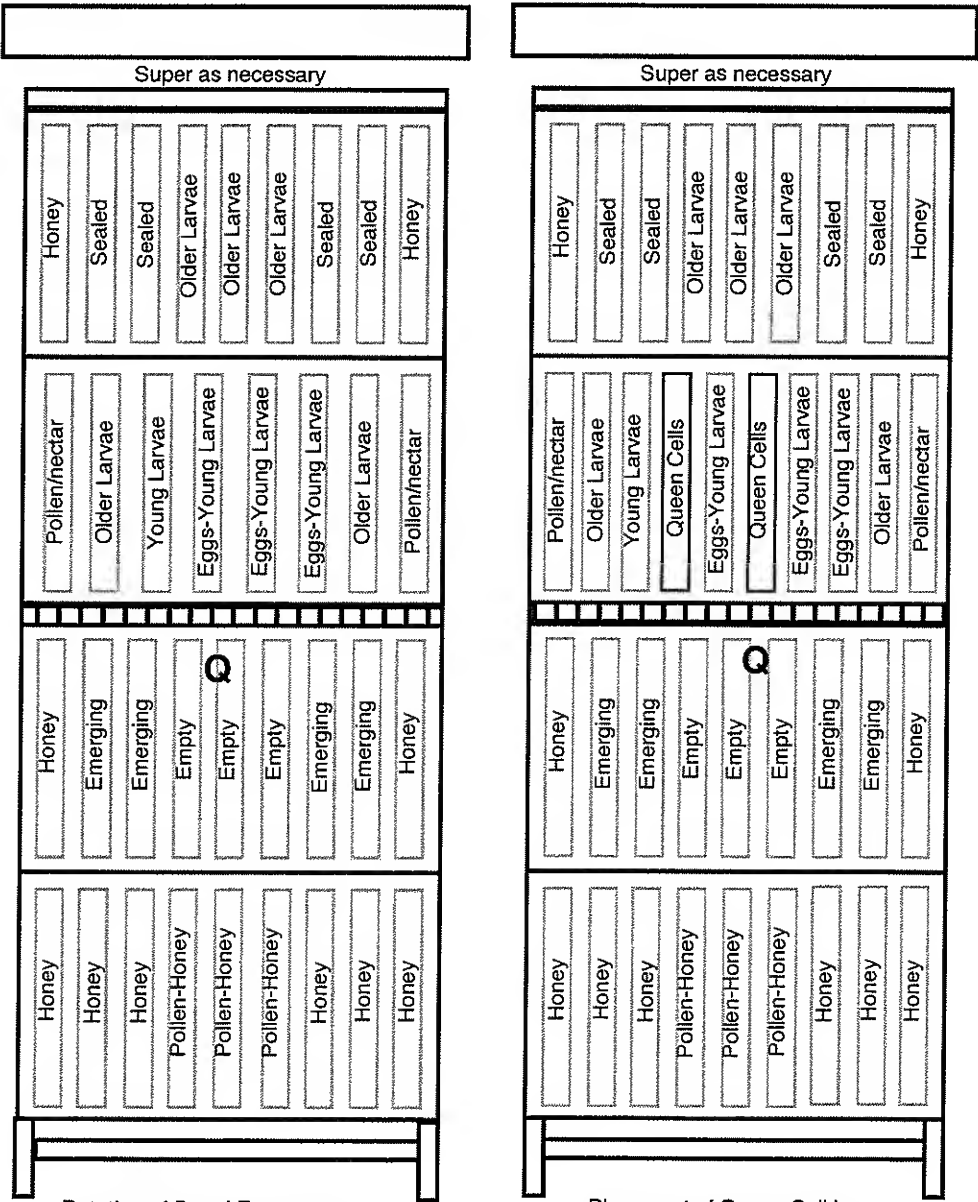 Super as necessary
Honey
Sealed
Sealed
Older Larvae
Older Larvae
Older Larvae
Sealed
Sealed
Honey
Pollen/nectar
Older Larvae
Young Larvae
Eggs-Young Larvae
Eggs-Young Larvae
Eggs-Young Larvae
Older Larvae
Pollen/nectar
Q
Honey
Emerging
Emerging
Empty
Empty
Empty
Emerging
Emerging
Honey
Honey
Honey
Honey
Pollen-Honey
Pollen-Honey
Pollen-Honey
Honey
Honey
Honey
Super as necessary
Honey
Sealed
Sealed
Older Larvae
Older Larvae
Older Larvae
Sealed
Sealed
Honey
Pollen/nectar
Older Larvae
Young Larvae
Queen Cells
Eggs-Young Larvae
Queen Cells
Eggs-Young Larvae
Eggs-Young Larvae
Older Larvae
Pollen/nectar
Q
Honey
Emerging
Emerging
Empty
Empty
Empty
Emerging
Emerging
Honey
Honey
Honey
Honey
Pollen-Honey
Pollen-Honey
Pollen-Honey
Honey
Honey
Honey